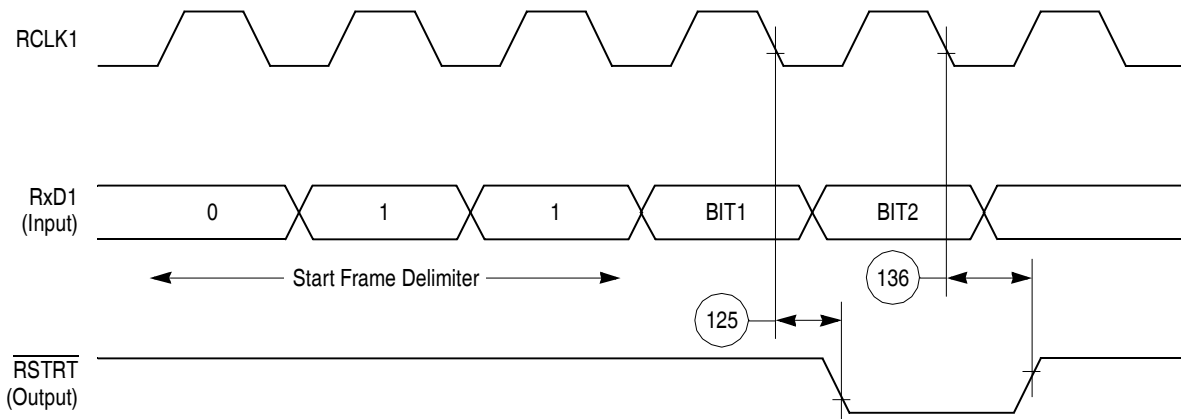 RCLK1
RxD1
(Input)
0
1
1
BIT1
BIT2
Start Frame Delimiter
136
125
RSTRT
(Output)